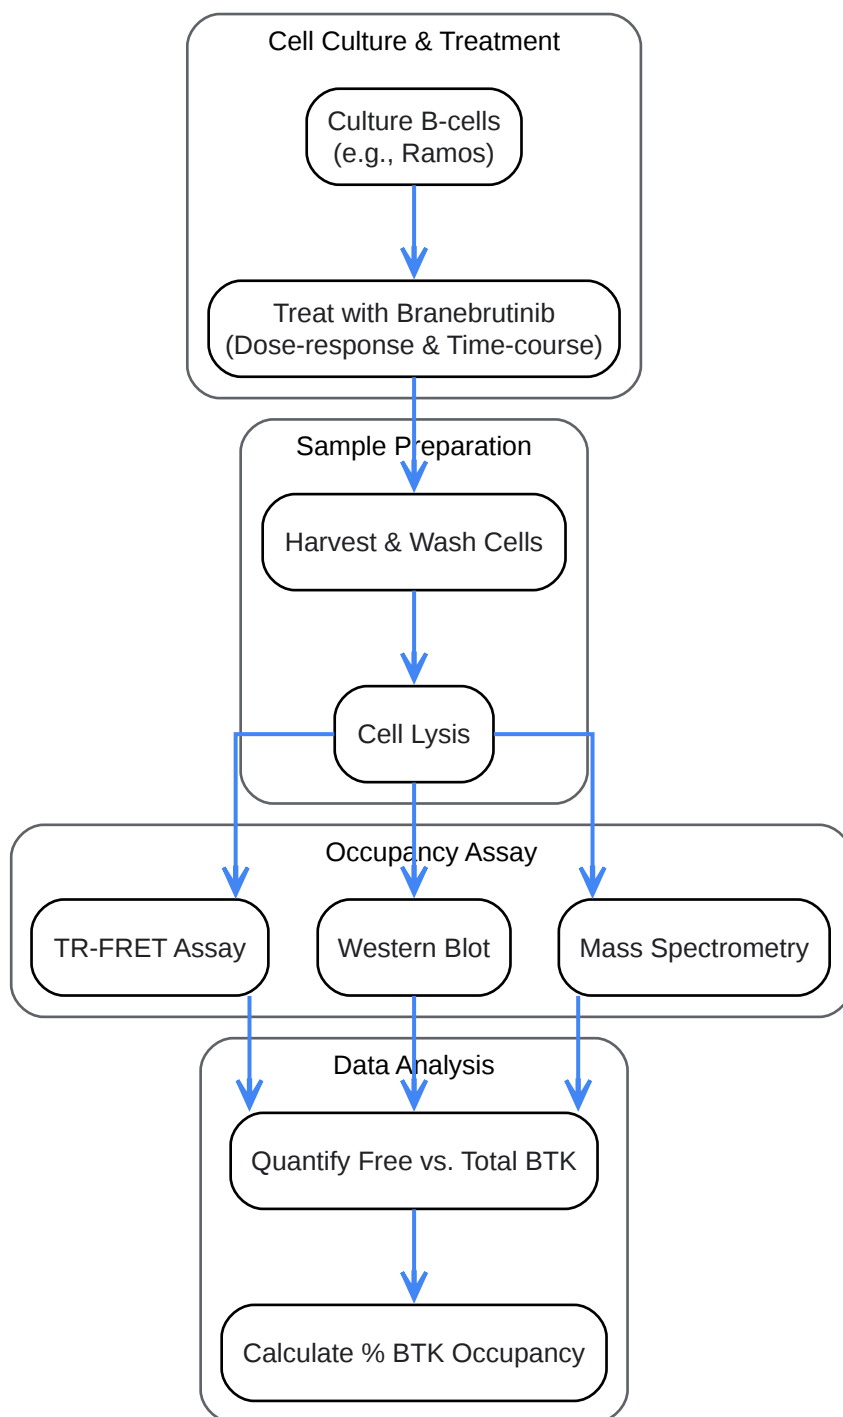 Cell Culture & Treatment
Culture B-cells
(e.g., Ramos)
Treat with Branebrutinib
(Dose-response & Time-course)
Sample Preparation
Harvest & Wash Cells
Cell Lysis
Occupancy Assay
TR-FRET Assay
Western Blot
Mass Spectrometry
Data Analysis
Quantify Free vs. Total BTK
Calculate % BTK Occupancy